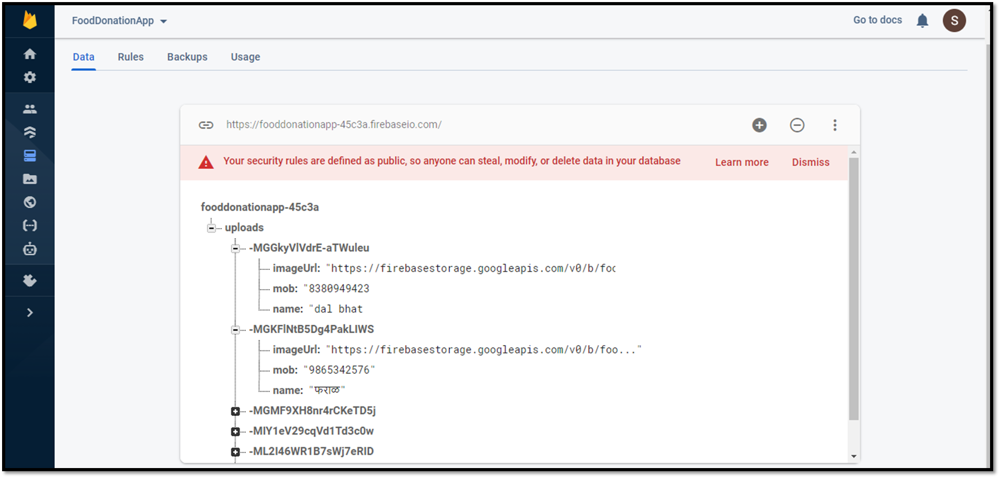 FoodDonationApp
Go to docs
S
Data Rules Backups Usage
https://fooddonationapp-45c3a.firebaseio.com/
Your security rules are defined as public, so anyone can steal, modify, or delete data in your database Learn more Dismiss
fooddonationapp-45c3a
uploads
-MGGkyVlVdrE-aTWuleu
imageUrl: "https://firebasestorage.googleapis.com/v0/b/foo
mob: "8380949423
name: "dal bhat
-MGKFlNtB5Dg4PakLIWS
imageUrl: "https://firebasestorage.googleapis.com/v0/b/foo..."
mob: "9865342576"
name: "फराळ"
-MGMF9XH8nr4rCKeTD5j
-MIY1eV29cqVd1Td3c0w
-ML2I46WR1B7sWj7eRID